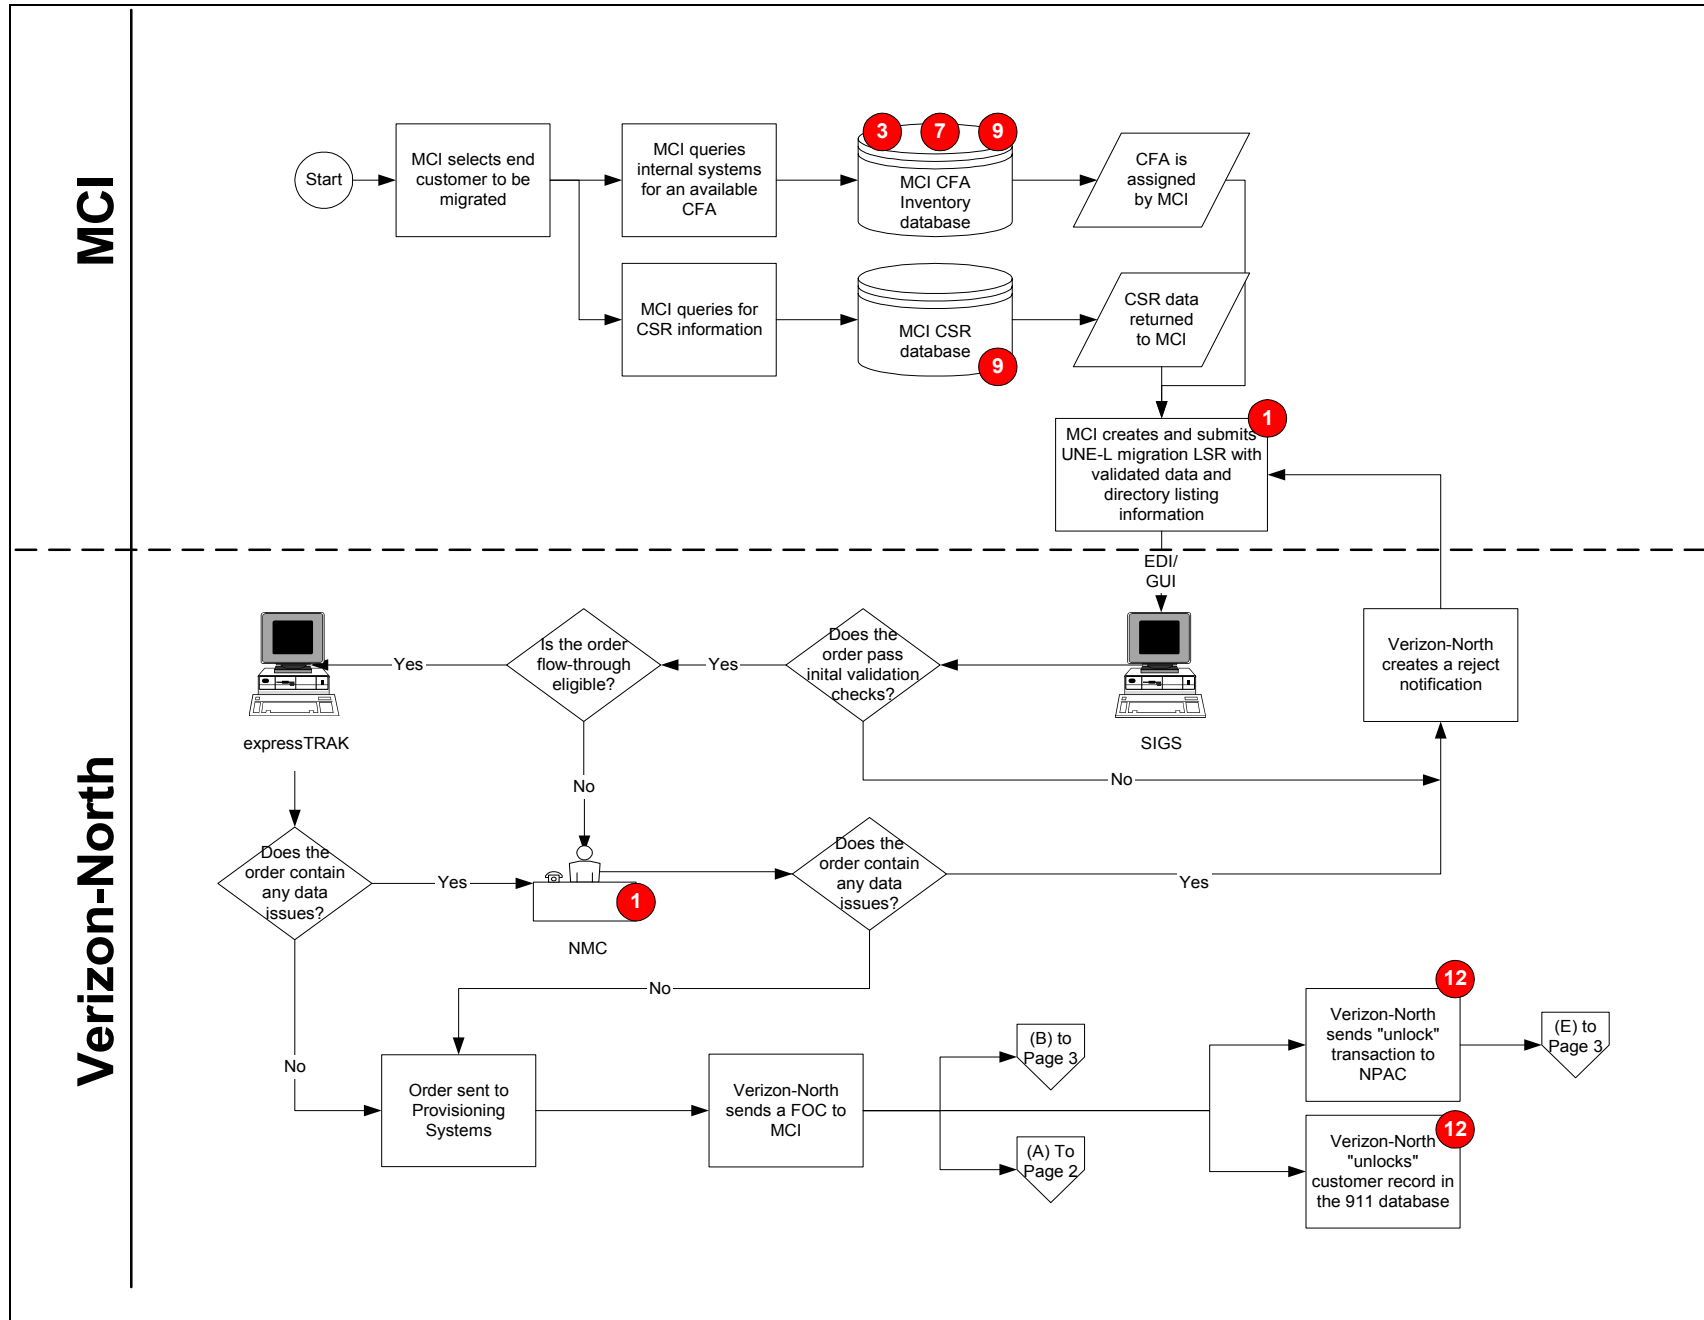 MCI
Start
MCI selects end
customer to be
migrated
MCI queries
internal systems
for an available
CFA
3
7
9
MCI CFA
Inventory
database
CFA is
assigned
by MCI
MCI queries for
CSR information
MCI CSR
database
9
CSR data
returned
to MCI
1
MCI creates and submits
UNE-L migration LSR with
validated data and
directory listing
information
Verizon-North
EDI/
GUI
expressTRAK
Yes
Is the order
flow-through
eligible?
Yes
Does the
order pass
inital validation
checks?
SIGS
Verizon-North
creates a reject
notification
No
No
Does the
order contain
any data
issues?
Yes
1
NMC
Does the
order contain
any data
issues?
Yes
No
No
Order sent to
Provisioning
Systems
Verizon-North
sends a FOC to
MCI
(B) to
Page 3
(A) To
Page 2
12
Verizon-North
sends "unlock"
transaction to
NPAC
(E) to
Page 3
12
Verizon-North
"unlocks"
customer record in
the 911 database